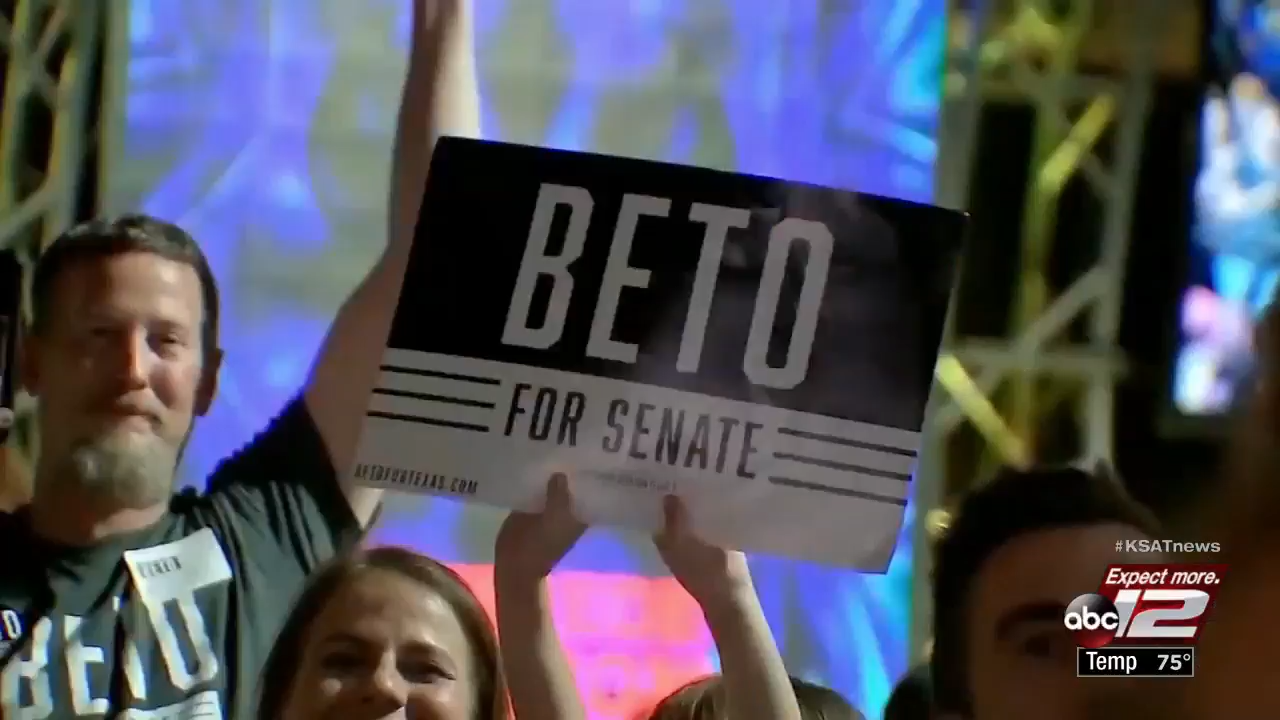 BETO
FOR SENATE
BETOFORTEXAS.COM
BETO
#KSATnews
Expect more.
abc 12
Temp 75°